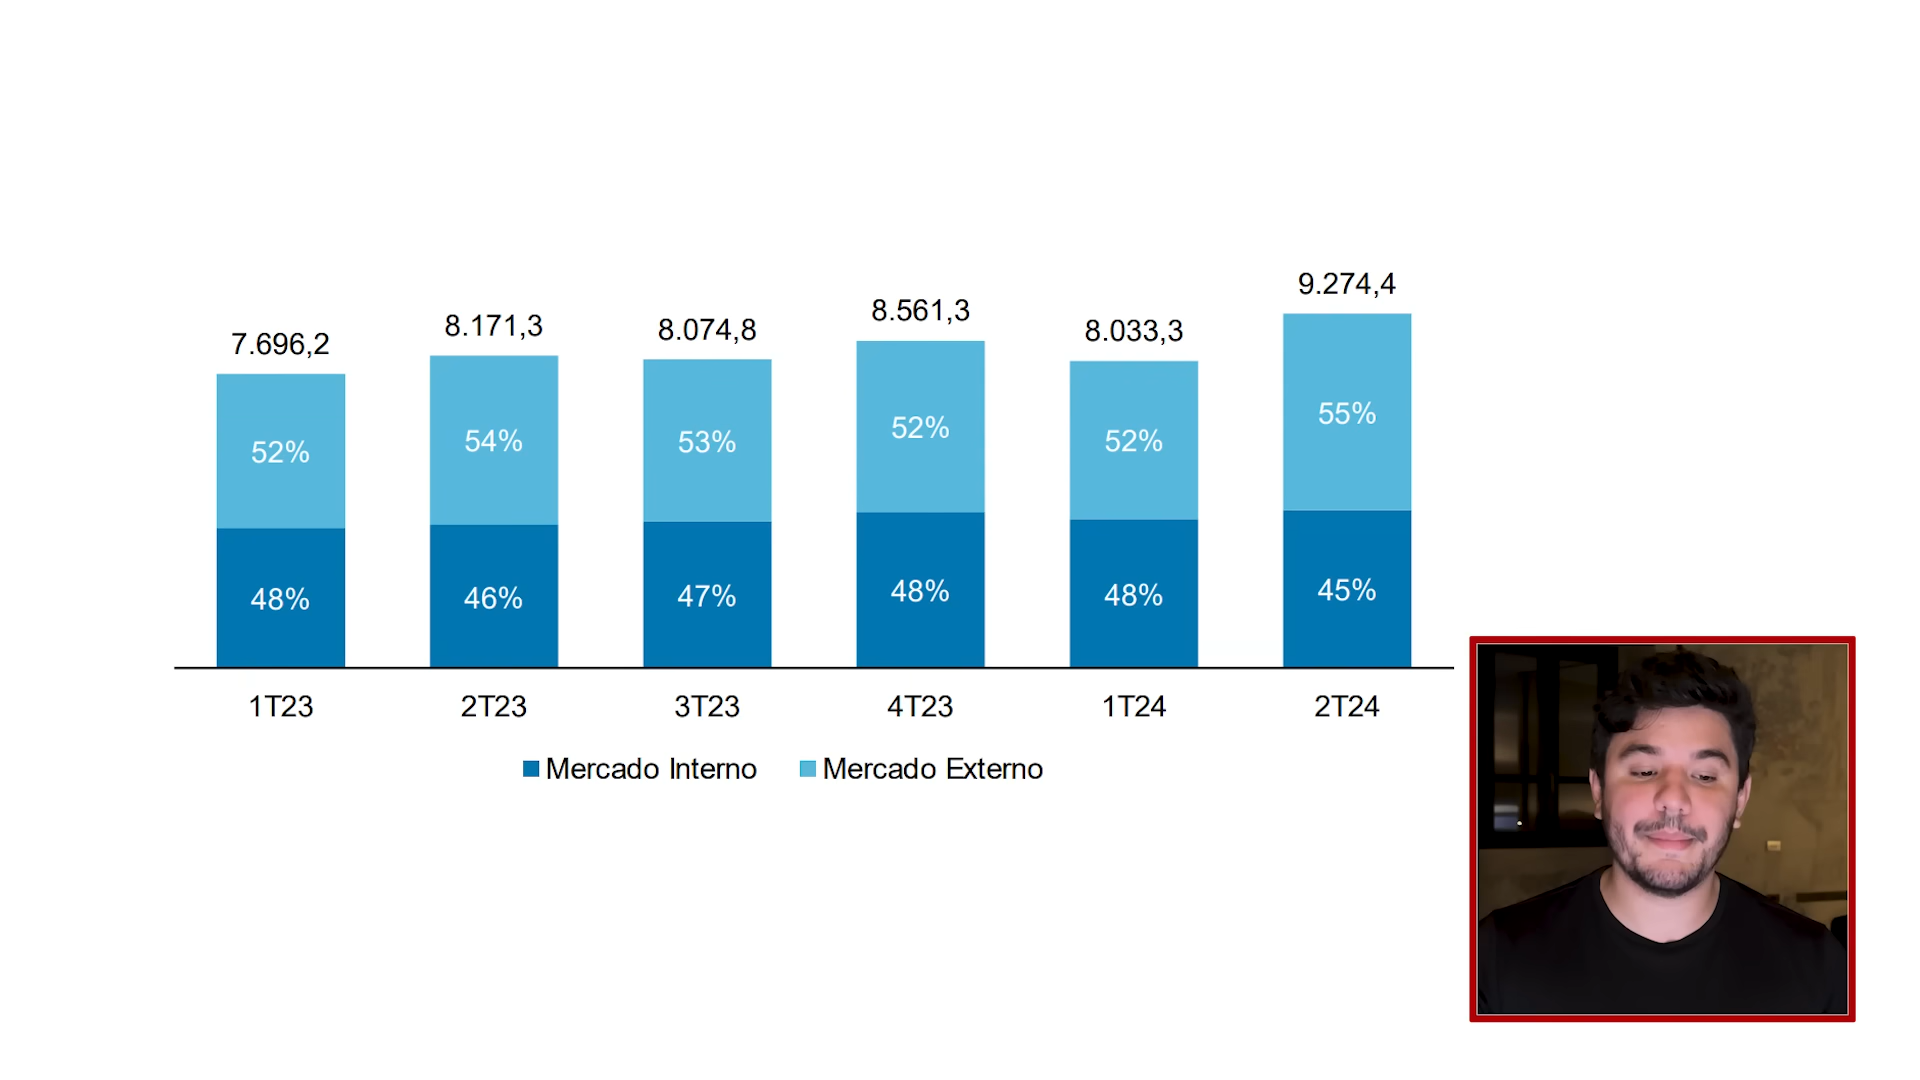 9.274,4
8.561,3
8.171,3
8.074,8
8.033,3
7.696,2
52% 54% 53% 52% 52% 55%
48% 46% 47% 48% 48% 45%
1T23 2T23 3T23 4T23 1T24 2T24
Mercado Interno Mercado Externo